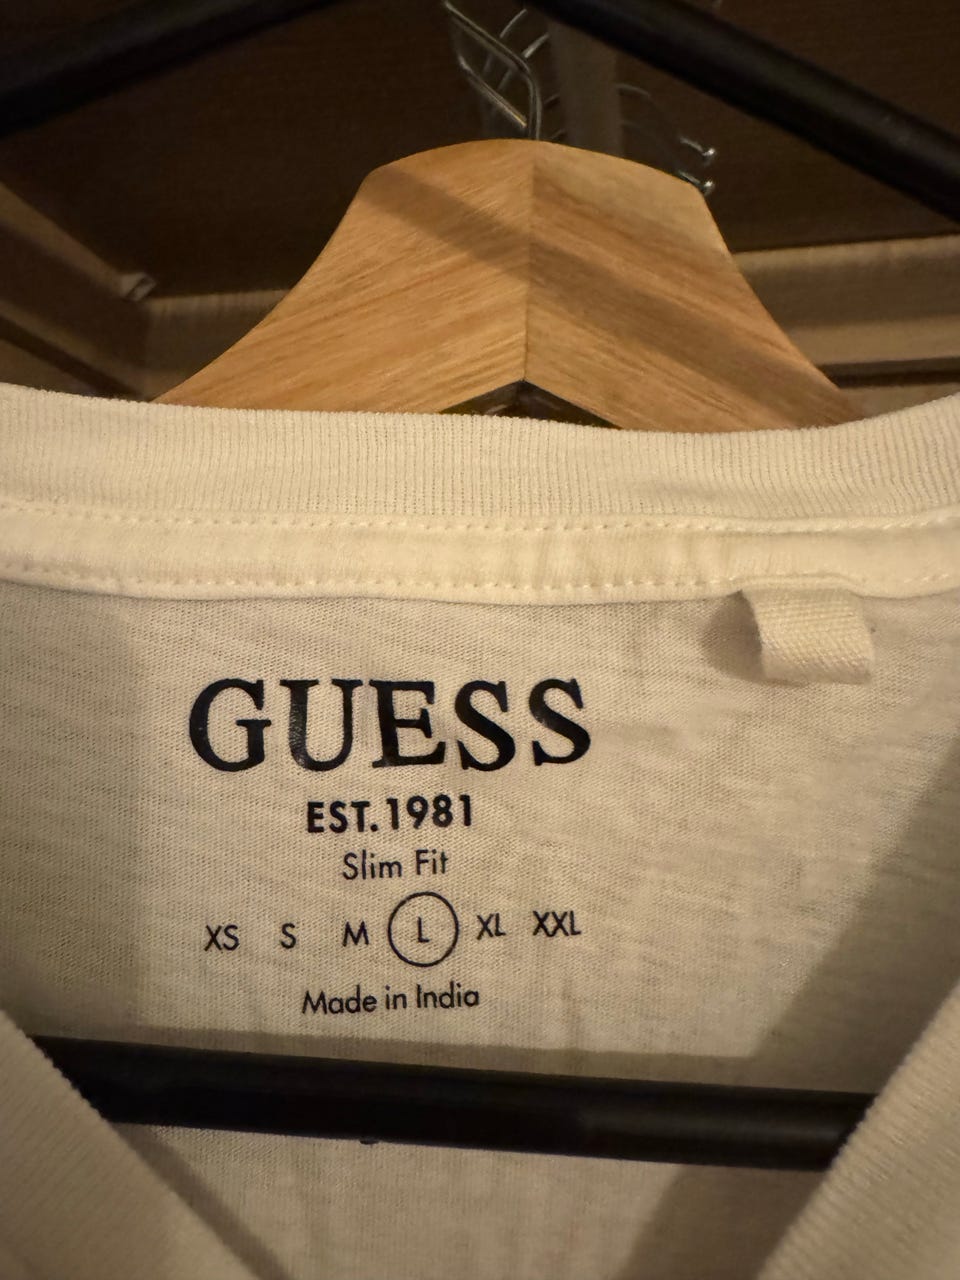 GUESS
EST.1981
Slim Fit
XS S M L XL XXL
Made in India